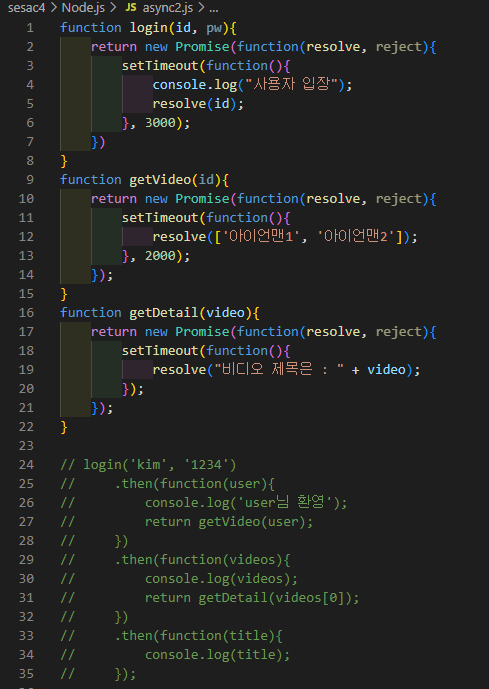 sesac4 > Node.js > JS async2.js > ...
1 function login(id, pw){
2     return new Promise(function(resolve, reject){
3         setTimeout(function(){
4             console.log("사용자 입장");
5             resolve(id);
6         }, 3000);
7     })
8 }
9 function getVideo(id){
10     return new Promise(function(resolve, reject){
11         setTimeout(function(){
12             resolve(['아이언맨1', '아이언맨2']);
13         }, 2000);
14     });
15 }
16 function getDetail(video){
17     return new Promise(function(resolve, reject){
18         setTimeout(function(){
19             resolve("비디오 제목은 : " + video);
20         });
21     });
22 }
23
24 // login('kim', '1234')
25 //     .then(function(user){
26 //         console.log('user님 환영');
27 //         return getVideo(user);
28 //     })
29 //     .then(function(videos){
30 //         console.log(videos);
31 //         return getDetail(videos[0]);
32 //     })
33 //     .then(function(title){
34 //         console.log(title);
35 //     });